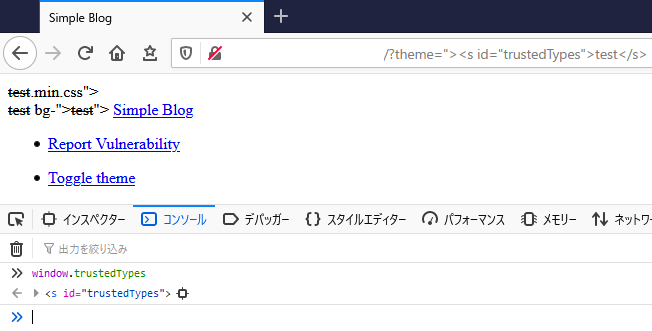 Simple Blog
/?theme="><s id="trustedTypes">test</s>
test.min.css">
test bg-">test"> Simple Blog
Report Vulnerability
Toggle theme
インスペクター コンソール デバッガー スタイルエディター パフォーマンス メモリー ネットワー
出力を絞り込み
window.trustedTypes
<s id="trustedTypes">